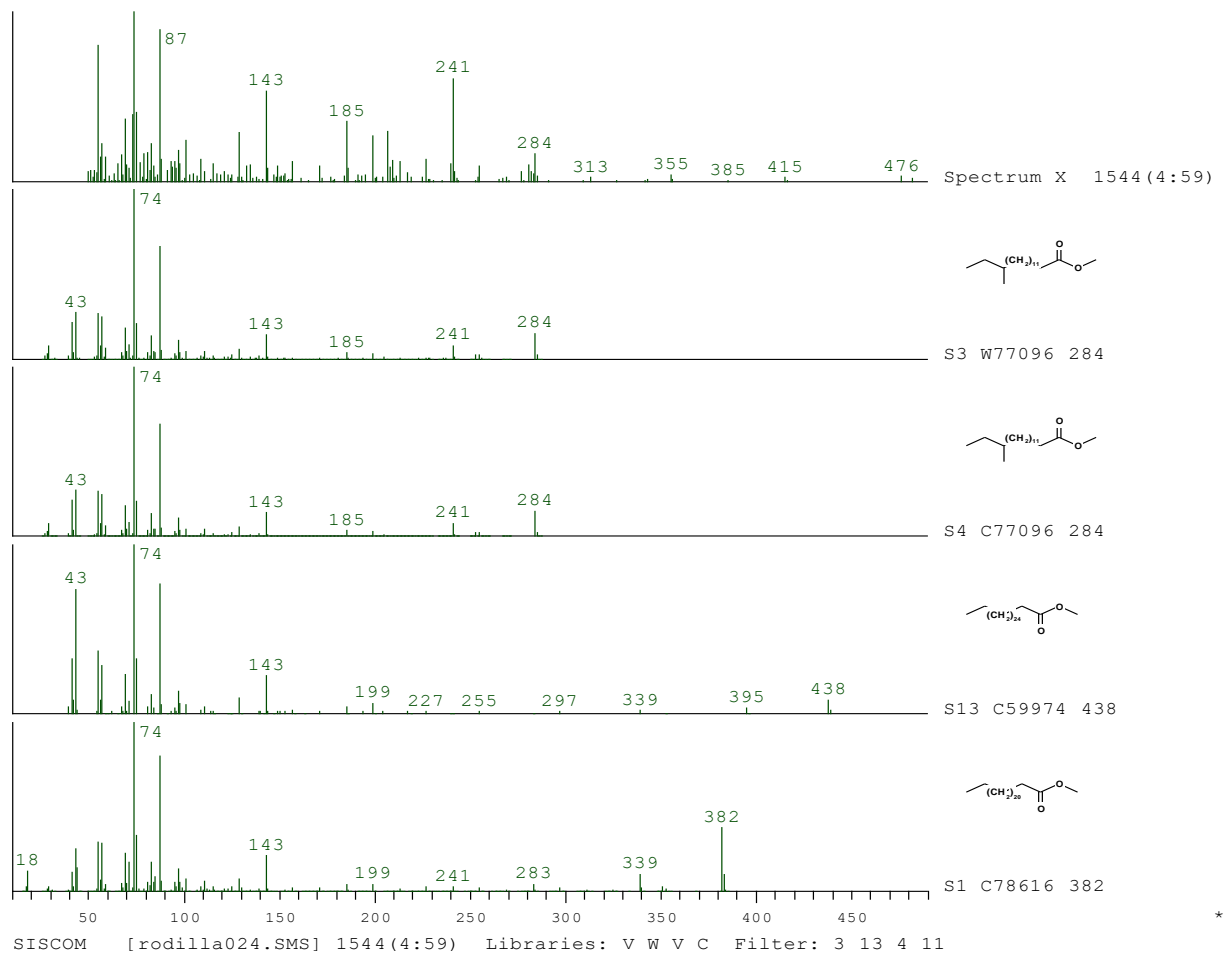 87
241
143
185
284
313
355
385
415
476
Spectrum X 1544(4:59)
74
43
143
185
241
284
O
(CH2)11
O
S3 W77096 284
74
43
143
185
241
284
O
(CH2)11
O
S4 C77096 284
74
43
143
199
227
255
297
339
395
438
O
(CH2)24
O
S13 C59974 438
74
18
143
199
241
283
339
382
O
(CH2)20
O
S1 C78616 382
50 100 150 200 250 300 350 400 450 *
SISCOM [rodilla024.SMS] 1544(4:59) Libraries: V W V C Filter: 3 13 4 11